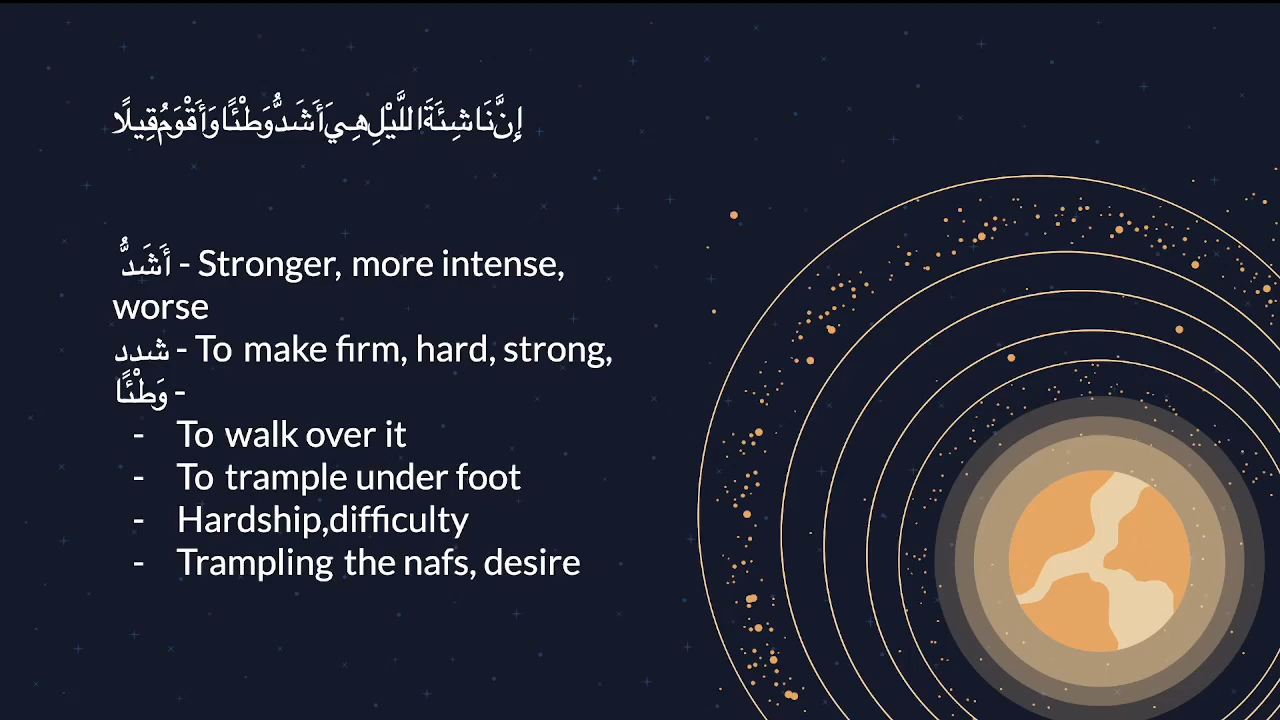 إِنَّ نَاشِئَةَ اللَّيْلِ هِيَ أَشَدُّ وَطْئًا وَأَقْوَمُ قِيلًا
أَشَدُّ - Stronger, more intense,
worse
شدد - To make firm, hard, strong,
وَطْئًا -
- To walk over it
- To trample under foot
- Hardship,difficulty
- Trampling the nafs, desire